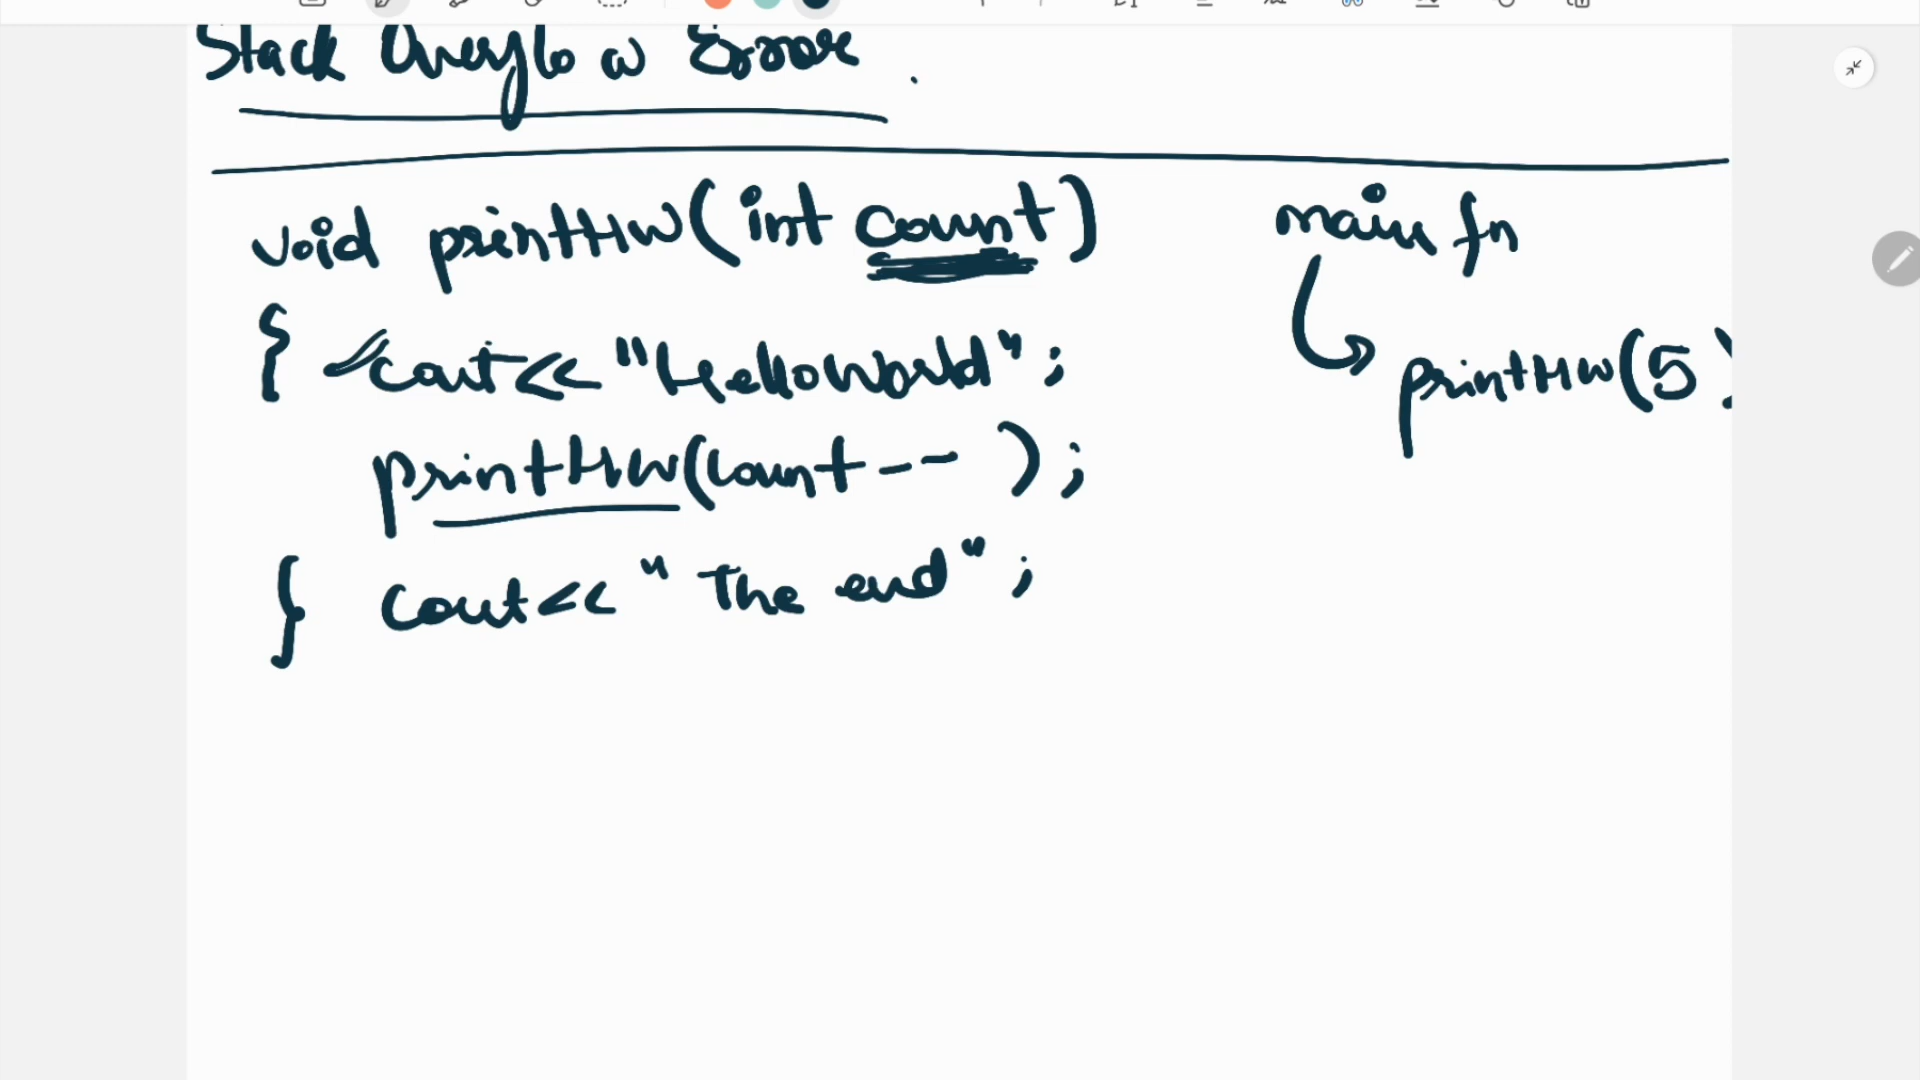 Stack Overflow Error .
void printHW(int count)
main fn
{ cout<< "HelloWorld";
printHW(5)
printHW(count-- );
} cout<< "The end";